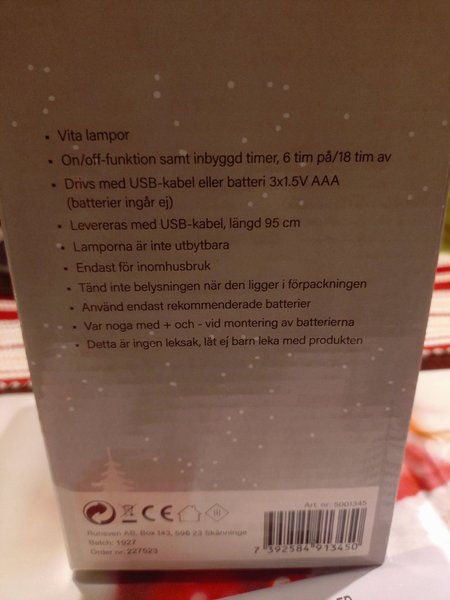 • Vita lampor
• On/off-funktion samt inbyggd timer, 6 tim på/18 tim av
• Drivs med USB-kabel eller batteri 3x1.5V AAA
(batterier ingår ej)
• Levereras med USB-kabel, längd 95 cm
• Lamporna är inte utbytbara
• Endast för inomhusbruk
• Tänd inte belysningen när den ligger i förpackningen
• Använd endast rekommenderade batterier
• Var noga med + och - vid montering av batterierna
• Detta är ingen leksak, låt ej barn leka med produkten
CE
Art nr: 5001345
Runsven AB, Box 143, 596 23 Skänninge
Batch: 1927
Order nr: 227523
7 392584 913450